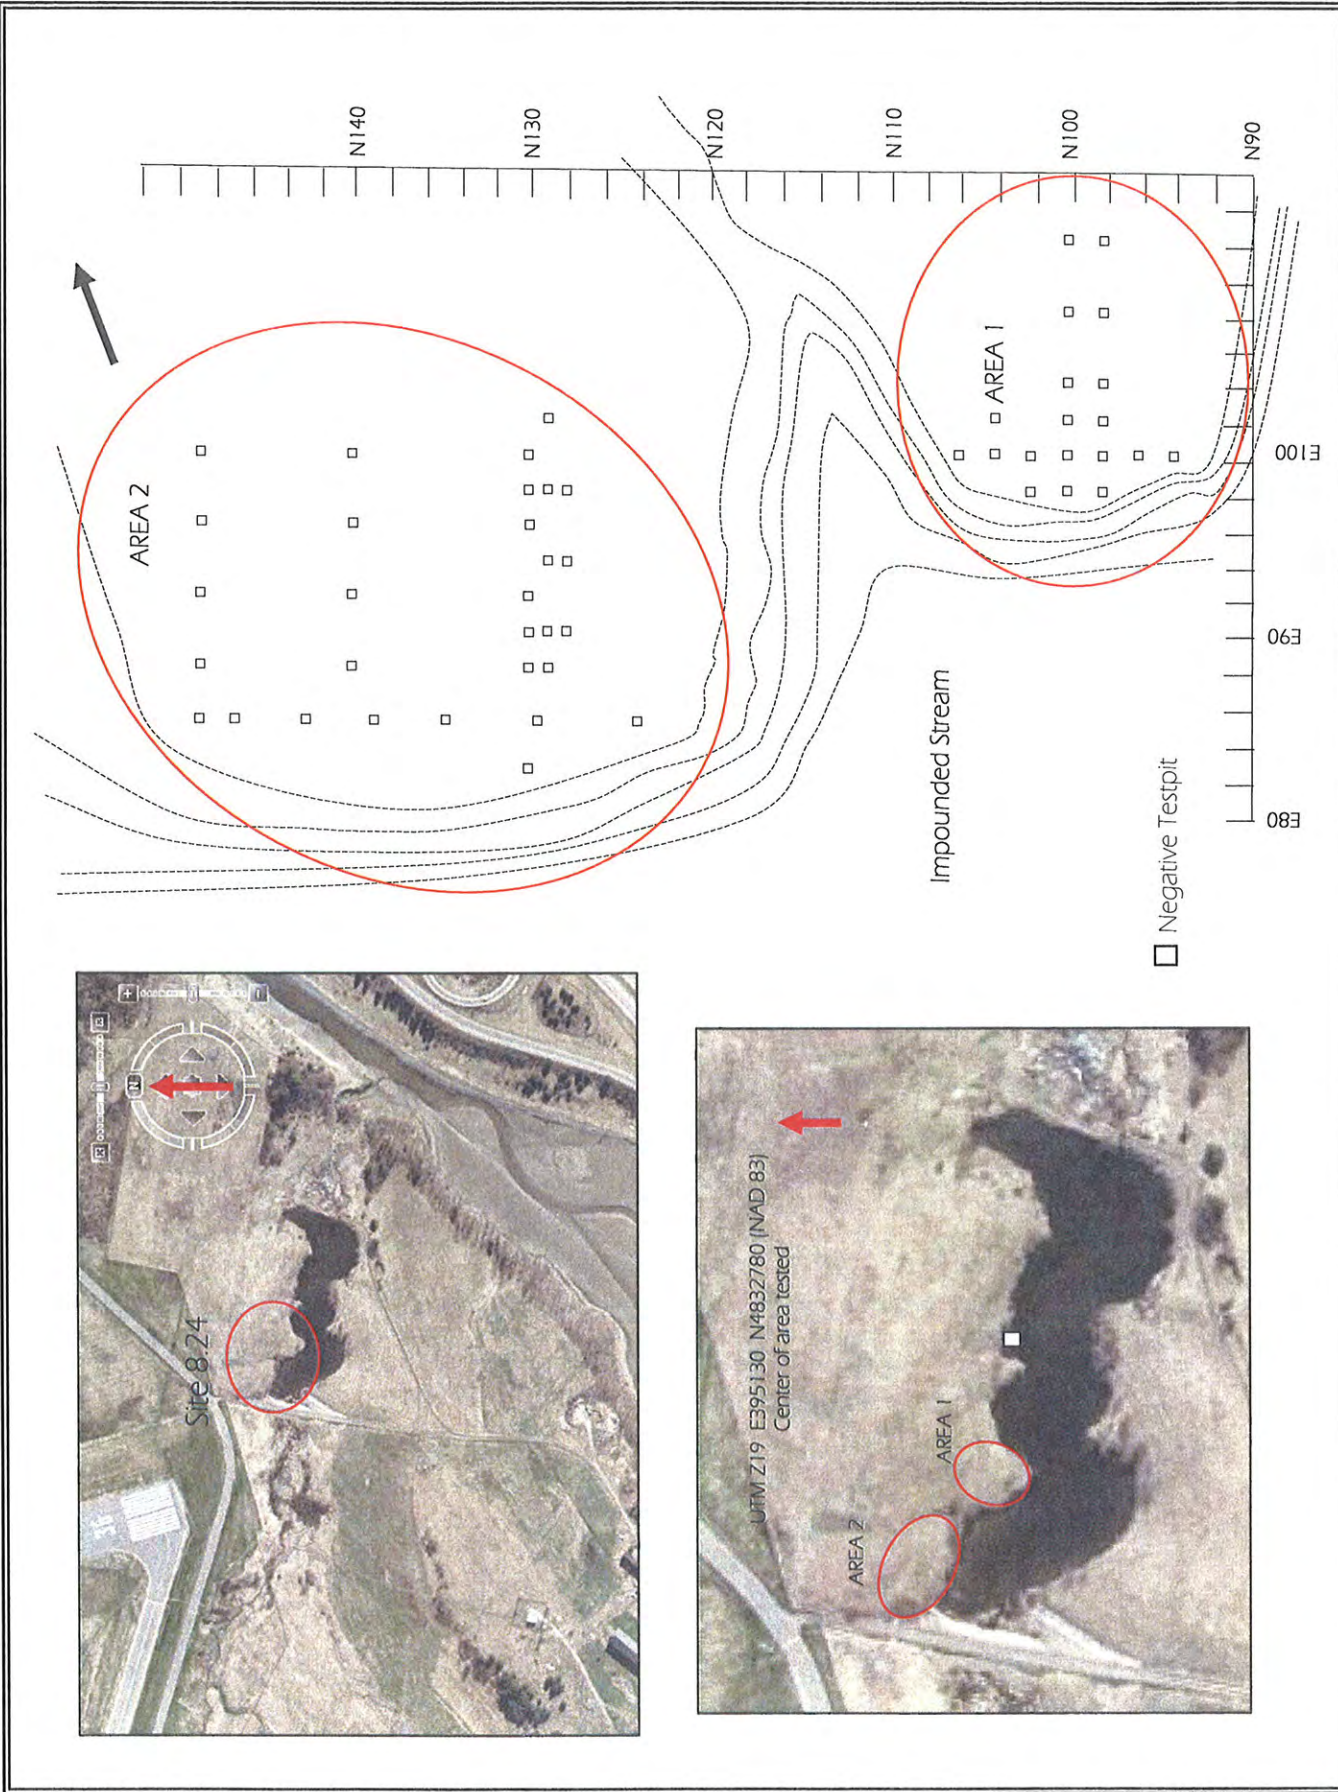 Site 8.24
N
UTM Z19 E395130 N4832780 (NAD 83)
Center of area tested
AREA 2
AREA 1
AREA 2
AREA 1
Impounded Stream
Negative Testpit
N140
N130
N120
N110
N100
N90
E100
E90
E80